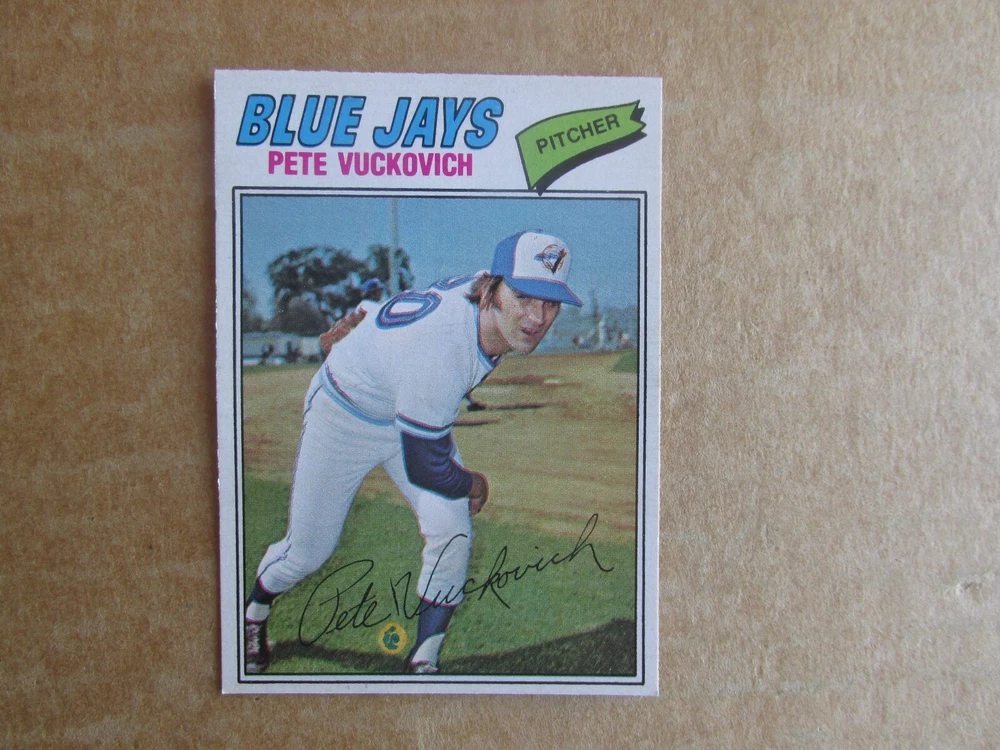 BLUE JAYS
PETE VUCKOVICH
PITCHER
Pete Vuckovich